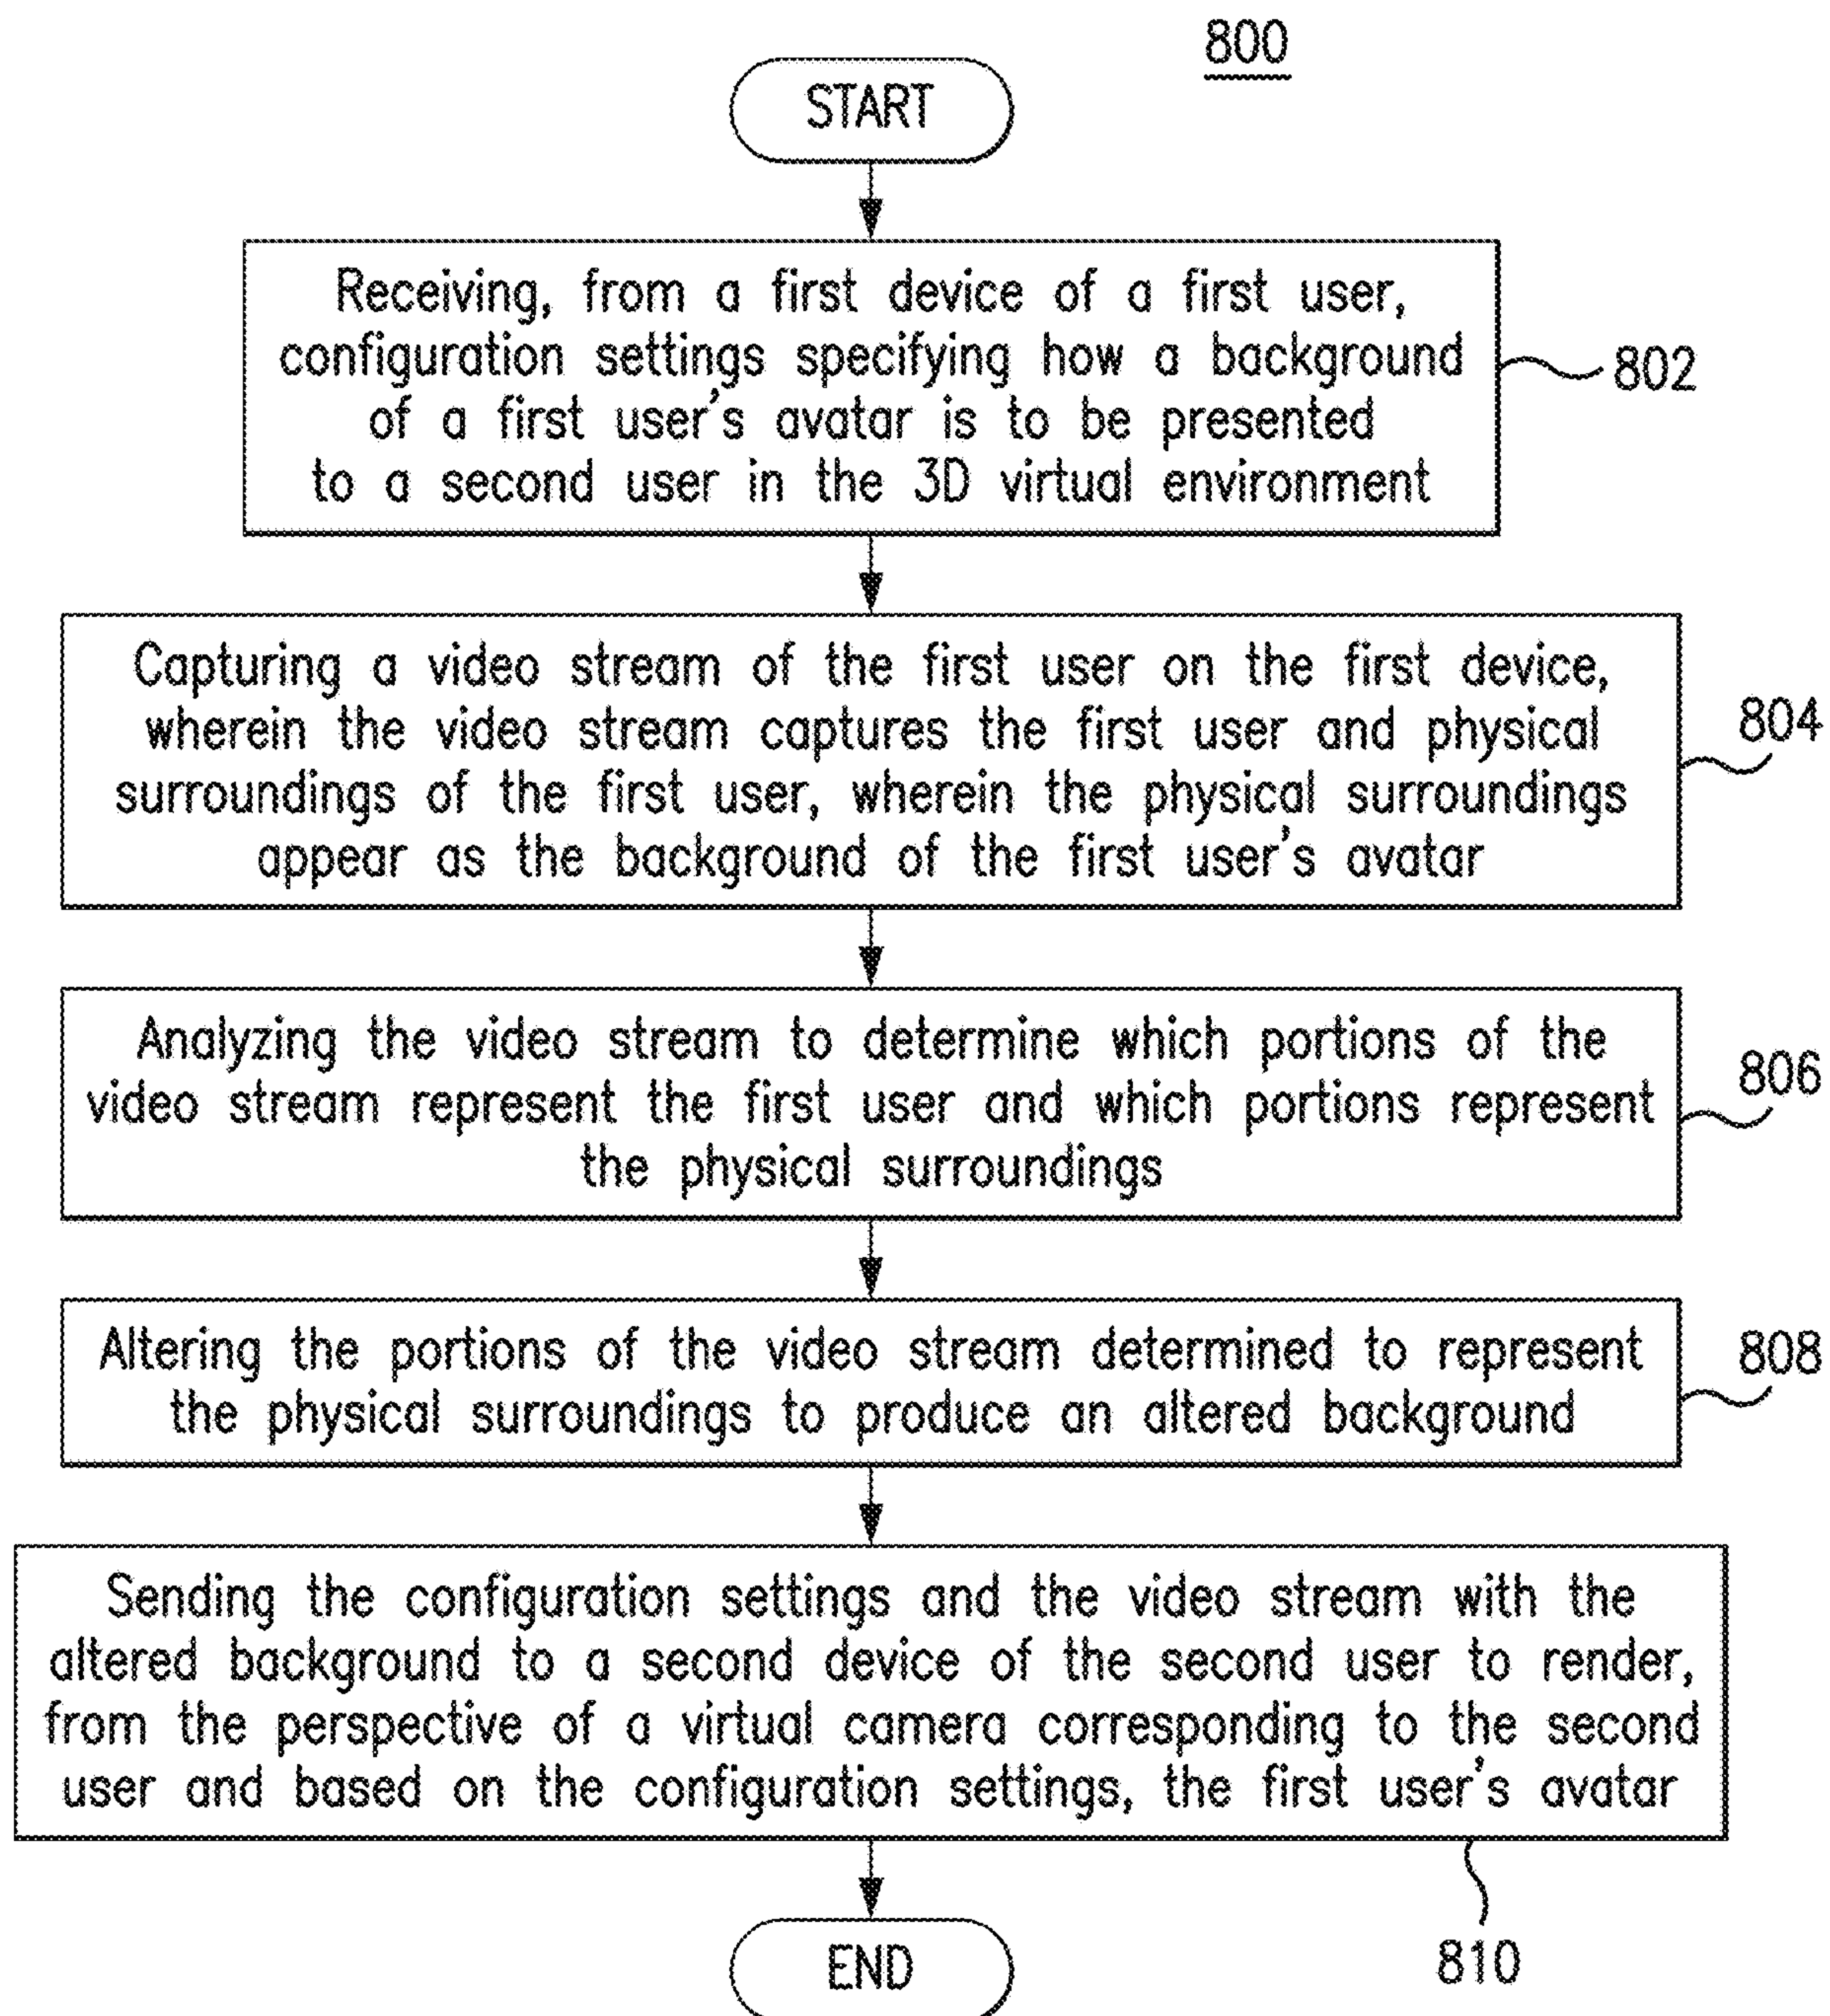 800
START
Receiving, from a first device of a first user,
configuration settings specifying how a background
of a first user's avatar is to be presented
to a second user in the 3D virtual environment
802
Capturing a video stream of the first user on the first device,
wherein the video stream captures the first user and physical
surroundings of the first user, wherein the physical surroundings
appear as the background of the first user's avatar
804
Analyzing the video stream to determine which portions of the
video stream represent the first user and which portions represent
the physical surroundings
806
Altering the portions of the video stream determined to represent
the physical surroundings to produce an altered background
808
Sending the configuration settings and the video stream with the
altered background to a second device of the second user to render,
from the perspective of a virtual camera corresponding to the second
user and based on the configuration settings, the first user's avatar
810
END